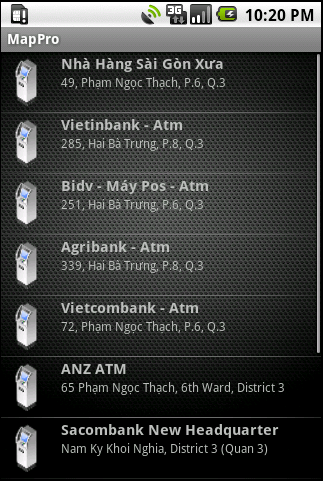 3G 10:20 PM
MapPro
Nhà Hàng Sài Gòn Xưa
49, Phạm Ngọc Thạch, P.6, Q.3
Vietinbank - Atm
285, Hai Bà Trưng, P.8, Q.3
Bidv - Máy Pos - Atm
251, Hai Bà Trưng, P.6, Q.3
Agribank - Atm
339, Hai Bà Trưng, P.8, Q.3
Vietcombank - Atm
72, Phạm Ngọc Thạch, P.6, Q.3
ANZ ATM
65 Phạm Ngọc Thạch, 6th Ward, District 3
Sacombank New Headquarter
Nam Ky Khoi Nghia, District 3 (Quan 3)